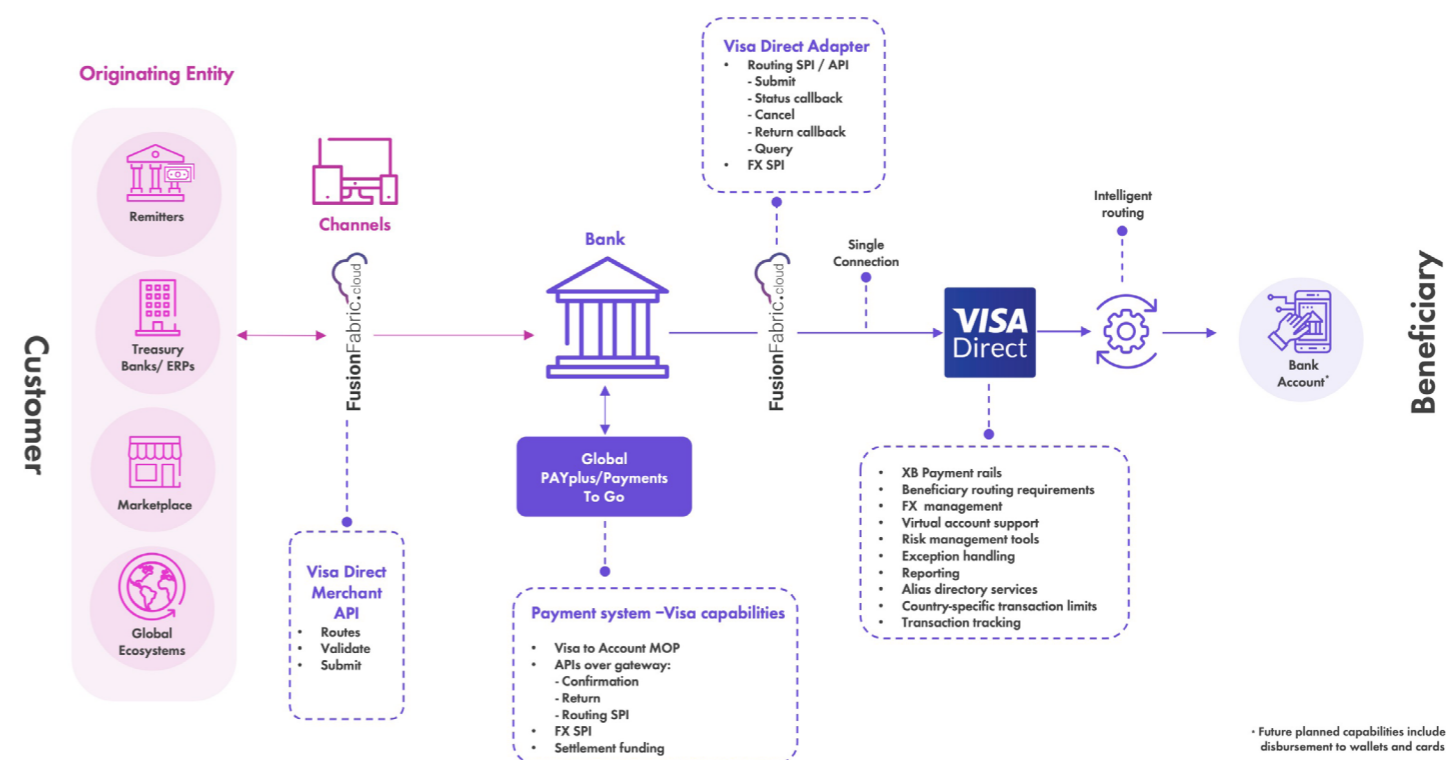 Customer
Originating Entity
Remitters
Treasury
Banks/ ERPs
Marketplace
Global
Ecosystems
Channels
FusionFabric.cloud
Visa Direct
Merchant
API
• Routes
• Validate
• Submit
Bank
Global
PAYplus/Payments
To Go
Payment system –Visa capabilities
• Visa to Account MOP
• APIs over gateway:
- Confirmation
- Return
- Routing SPI
• FX SPI
• Settlement funding
Visa Direct Adapter
• Routing SPI / API
- Submit
- Status callback
- Cancel
- Return callback
- Query
• FX SPI
FusionFabric.cloud
Single
Connection
VISA
Direct
• XB Payment rails
• Beneficiary routing requirements
• FX management
• Virtual account support
• Risk management tools
• Exception handling
• Reporting
• Alias directory services
• Country-specific transaction limits
• Transaction tracking
Intelligent
routing
Bank
Account*
Beneficiary
* Future planned capabilities include
disbursement to wallets and cards